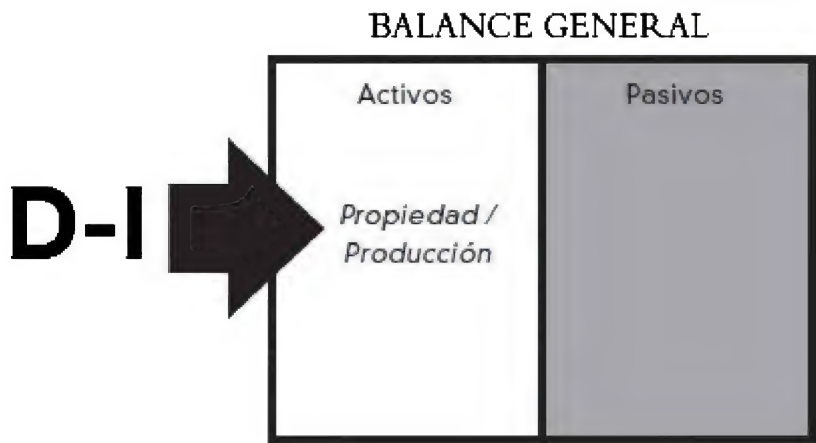 BALANCE GENERAL
Activos
Pasivos
D-I
Propiedad /
Producción